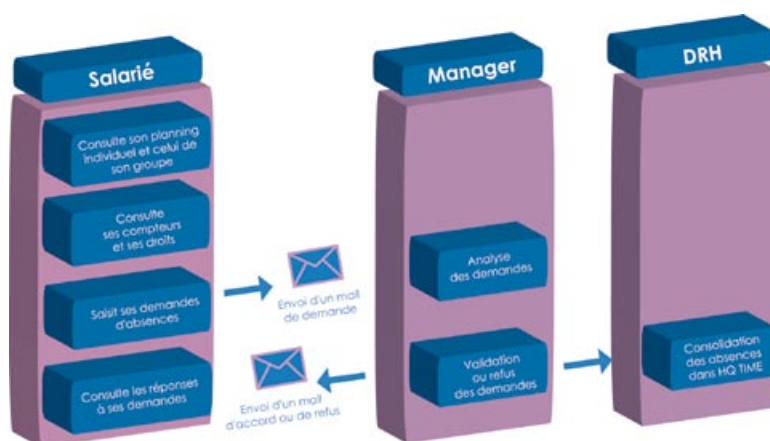 Salarié
Consulte son planning
individuel et celui de
son groupe
Consulte
ses compteurs
et ses droits
Saisit ses demandes
d'absences
Consulte les réponses
à ses demandes
Envoi d'un mail
de demande
Envoi d'un mail
d'accord ou de refus
Manager
Analyse
des demandes
Validation
ou refus
des demandes
DRH
Consolidation
des absences
dans HQ TIME